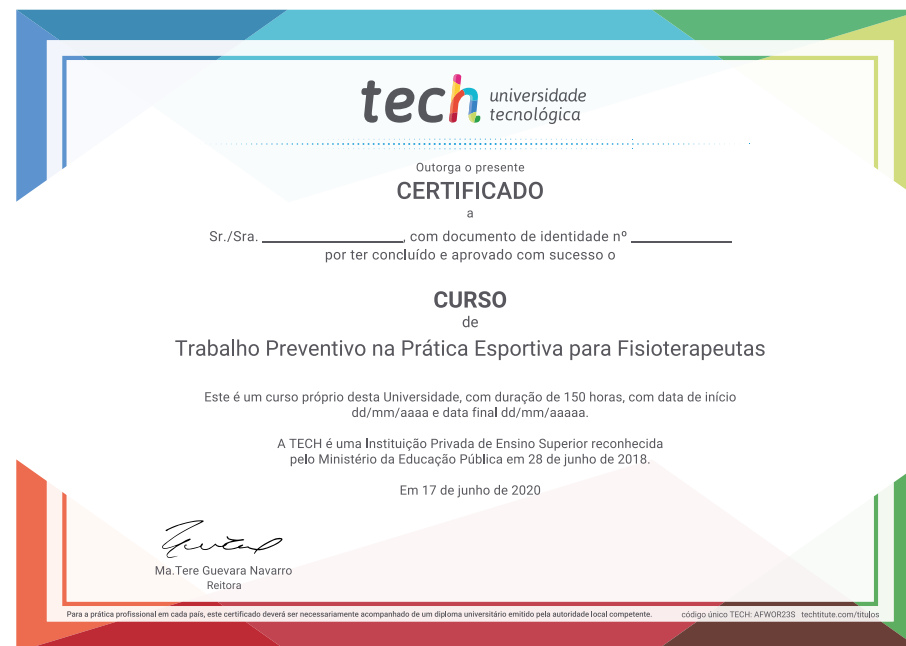 tech universidade
tecnológica
Outorga o presente
CERTIFICADO
a
Sr./Sra. ____________, com documento de identidade nº ____________
por ter concluído e aprovado com sucesso o
CURSO
de
Trabalho Preventivo na Prática Esportiva para Fisioterapeutas
Este é um curso próprio desta Universidade, com duração de 150 horas, com data de início
dd/mm/aaaa e data final dd/mm/aaaaa.
A TECH é uma Instituição Privada de Ensino Superior reconhecida
pelo Ministério da Educação Pública em 28 de junho de 2018.
Em 17 de junho de 2020
Ma.Tere Guevara Navarro
Reitora
Para a prática profissional em cada país, este certificado deverá ser necessariamente acompanhado de um diploma universitário emitido pela autoridade local competente. código único TECH: AFWOR23S techtitute.com/titulos